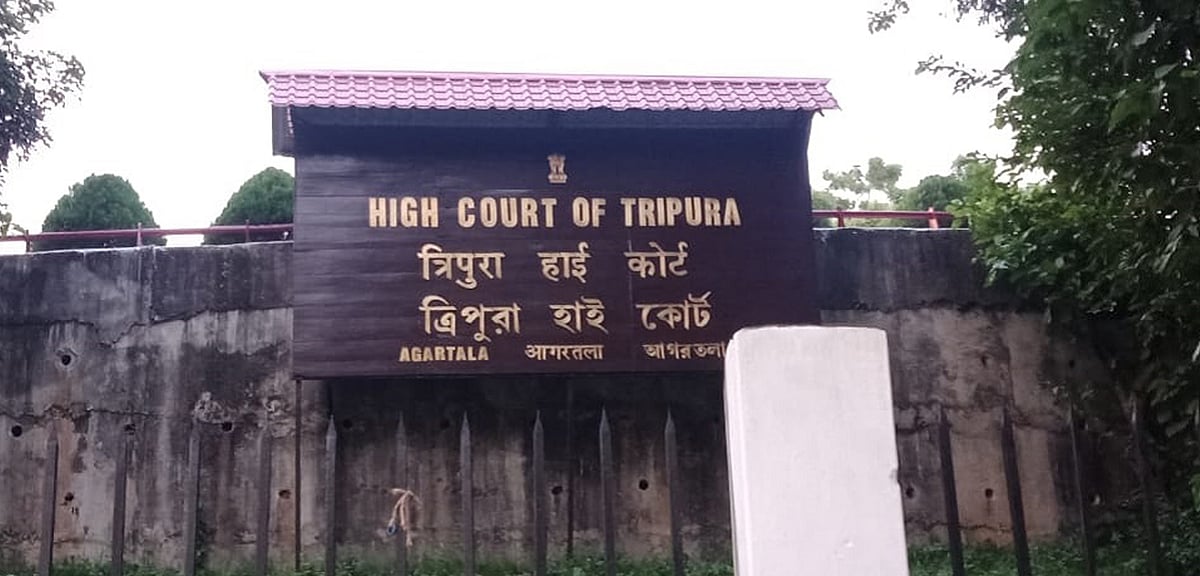 HIGH COURT OF TRIPURA
त्रिपुरा हाई कोर्ट
ত্রিপুরা হাই কোর্ট
AGARTALA आगरतला আগরতলা